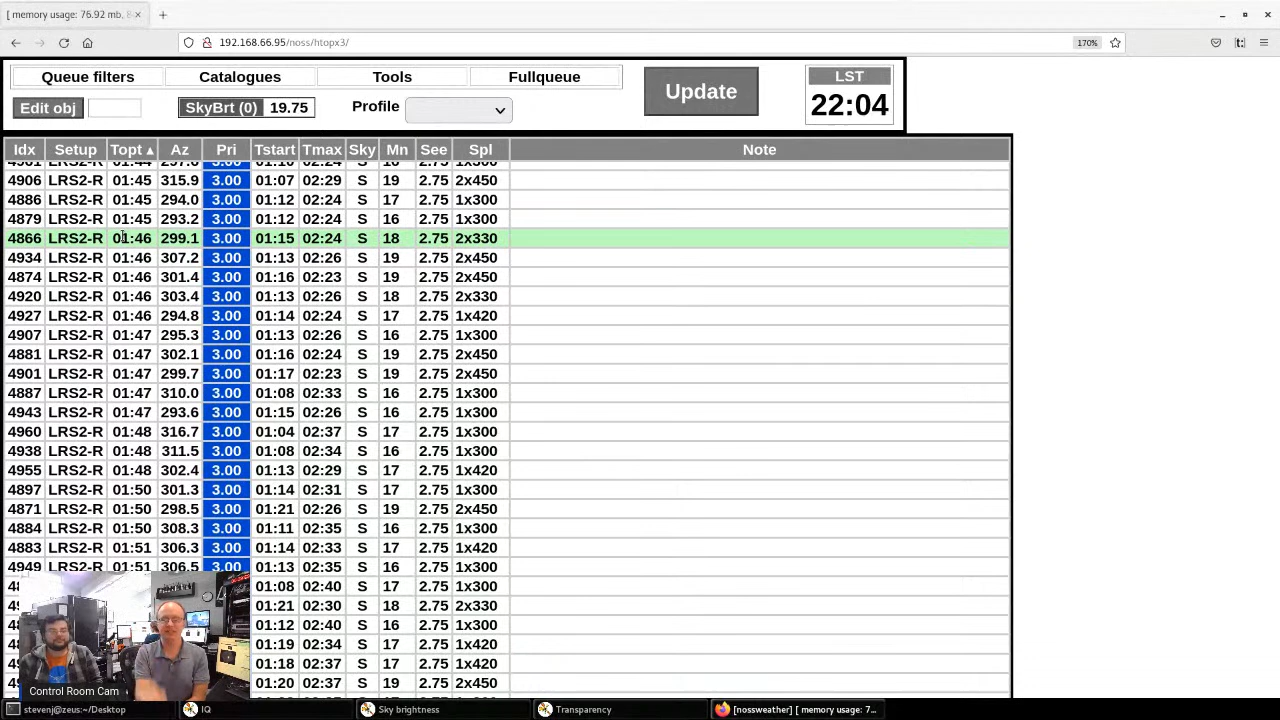 [ memory usage: 76.92 mb, 8
192.168.66.95/noss/htopx3/
170%
Queue filters Catalogues Tools Fullqueue
Update
LST
22:04
Edit obj SkyBrt (0) 19.75 Profile
Idx Setup Topt ▴ Az Pri Tstart Tmax Sky Mn See Spl Note
4906 LRS2-R 01:45 315.9 3.00 01:07 02:29 S 19 2.75 2x450
4886 LRS2-R 01:45 294.0 3.00 01:12 02:24 S 17 2.75 1x300
4879 LRS2-R 01:45 293.2 3.00 01:12 02:24 S 16 2.75 1x300
4866 LRS2-R 01:46 299.1 3.00 01:15 02:24 S 18 2.75 2x330
4934 LRS2-R 01:46 307.2 3.00 01:13 02:26 S 19 2.75 2x450
4874 LRS2-R 01:46 301.4 3.00 01:16 02:23 S 19 2.75 2x450
4920 LRS2-R 01:46 303.4 3.00 01:13 02:26 S 18 2.75 2x330
4927 LRS2-R 01:46 294.8 3.00 01:14 02:24 S 17 2.75 1x420
4907 LRS2-R 01:47 295.3 3.00 01:13 02:26 S 16 2.75 1x300
4881 LRS2-R 01:47 302.1 3.00 01:16 02:24 S 19 2.75 2x450
4901 LRS2-R 01:47 299.7 3.00 01:17 02:23 S 19 2.75 2x450
4887 LRS2-R 01:47 310.0 3.00 01:08 02:33 S 16 2.75 1x300
4943 LRS2-R 01:47 293.6 3.00 01:15 02:26 S 16 2.75 1x300
4960 LRS2-R 01:48 316.7 3.00 01:04 02:37 S 16 2.75 1x300
4938 LRS2-R 01:48 311.5 3.00 01:08 02:34 S 16 2.75 1x300
4955 LRS2-R 01:48 302.4 3.00 01:13 02:29 S 17 2.75 1x420
4897 LRS2-R 01:50 301.3 3.00 01:14 02:31 S 17 2.75 1x300
4871 LRS2-R 01:50 298.5 3.00 01:21 02:26 S 19 2.75 2x450
4884 LRS2-R 01:50 308.3 3.00 01:11 02:35 S 16 2.75 1x300
4883 LRS2-R 01:51 306.3 3.00 01:14 02:33 S 17 2.75 1x420
4949 LRS2-R 01:51 306.5 3.00 01:13 02:35 S 16 2.75 1x300
01:08 02:40 S 17 2.75 1x300
01:21 02:30 S 18 2.75 2x330
01:12 02:40 S 16 2.75 1x300
01:19 02:34 S 17 2.75 1x420
01:18 02:37 S 17 2.75 1x420
01:20 02:37 S 19 2.75 2x450
Control Room Cam
stevenj@zeus:~/Desktop IQ Sky brightness Transparency [nossweather] [ memory usage: 7...